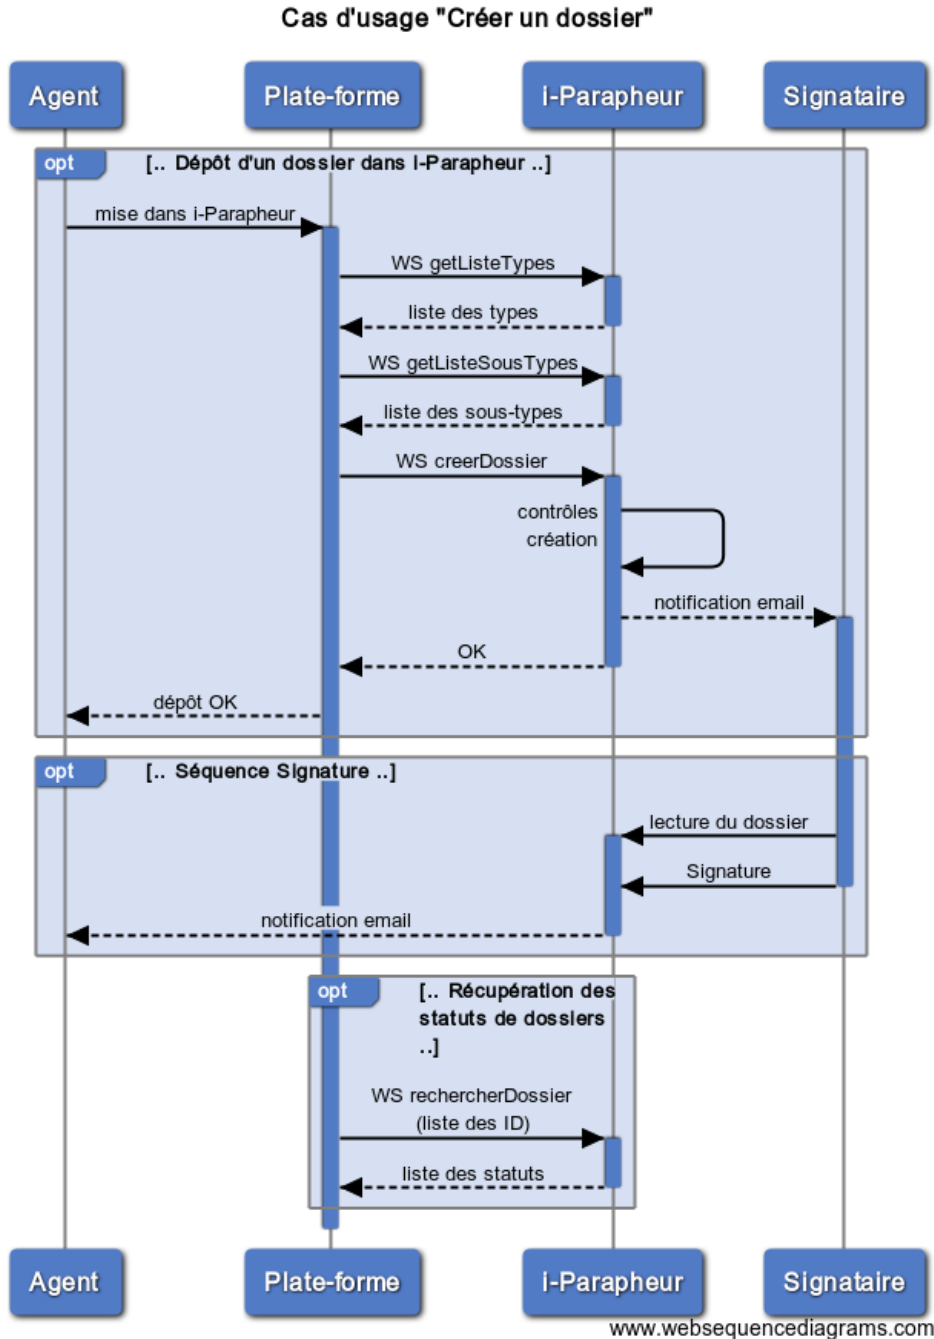 Cas d'usage "Créer un dossier"
Agent
Plate-forme
i-Parapheur
Signataire
opt
[.. Dépôt d'un dossier dans i-Parapheur ..]
mise dans i-Parapheur
WS getListeTypes
liste des types
WS getListeSousTypes
liste des sous-types
WS creerDossier
contrôles
création
notification email
OK
dépôt OK
opt
[.. Séquence Signature ..]
lecture du dossier
Signature
notification email
opt
[.. Récupération des
statuts de dossiers
..]
WS rechercherDossier
(liste des ID)
liste des statuts
Agent
Plate-forme
i-Parapheur
Signataire
www.websequencediagrams.com